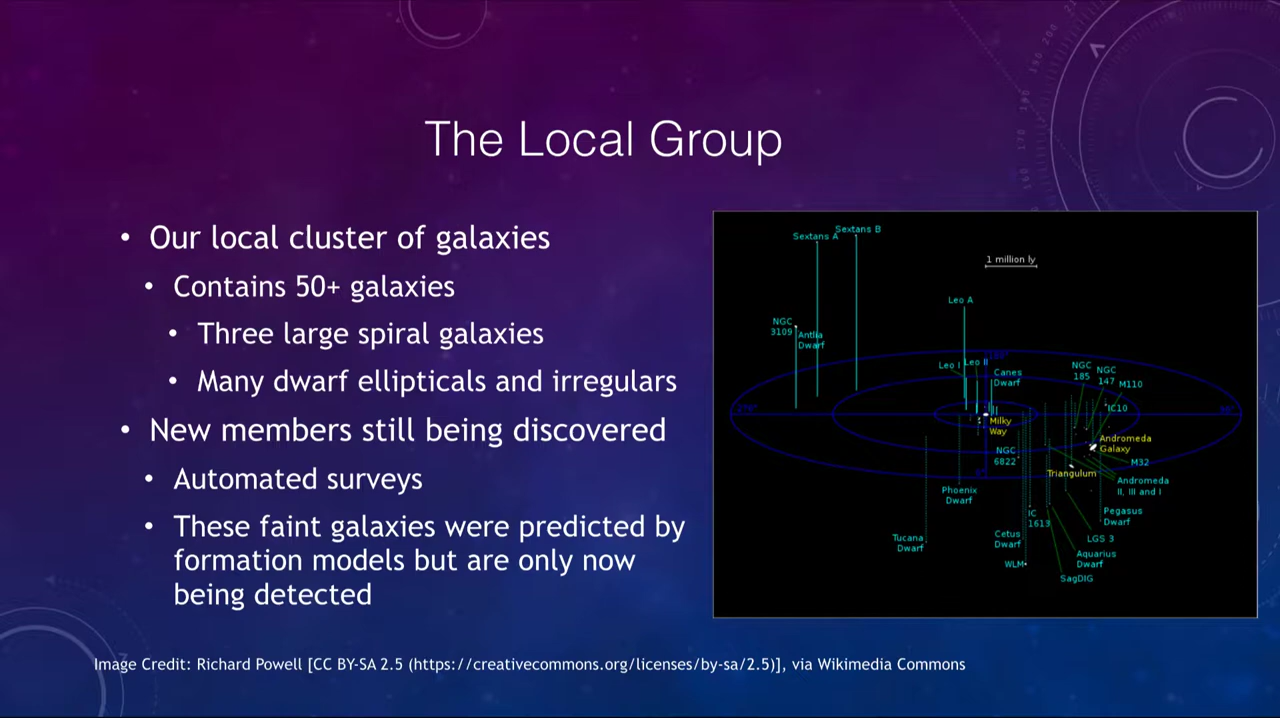 The Local Group
• Our local cluster of galaxies
• Contains 50+ galaxies
• Three large spiral galaxies
• Many dwarf ellipticals and irregulars
• New members still being discovered
• Automated surveys
• These faint galaxies were predicted by
formation models but are only now
being detected
Sextans A
Sextans B
1 million ly
Leo A
NGC
3109
Antlia
Dwarf
Leo I
Leo II
Canes
Dwarf
NGC
185
NGC
147
M110
IC10
Milky
Way
Andromeda
Galaxy
NGC
6822
M32
Triangulum
Andromeda
II, III and I
Phoenix
Dwarf
IC
1613
Pegasus
Dwarf
Tucana
Dwarf
Cetus
Dwarf
LGS 3
WLM
Aquarius
Dwarf
SagDIG
Image Credit: Richard Powell [CC BY-SA 2.5 (https://creativecommons.org/licenses/by-sa/2.5)], via Wikimedia Commons